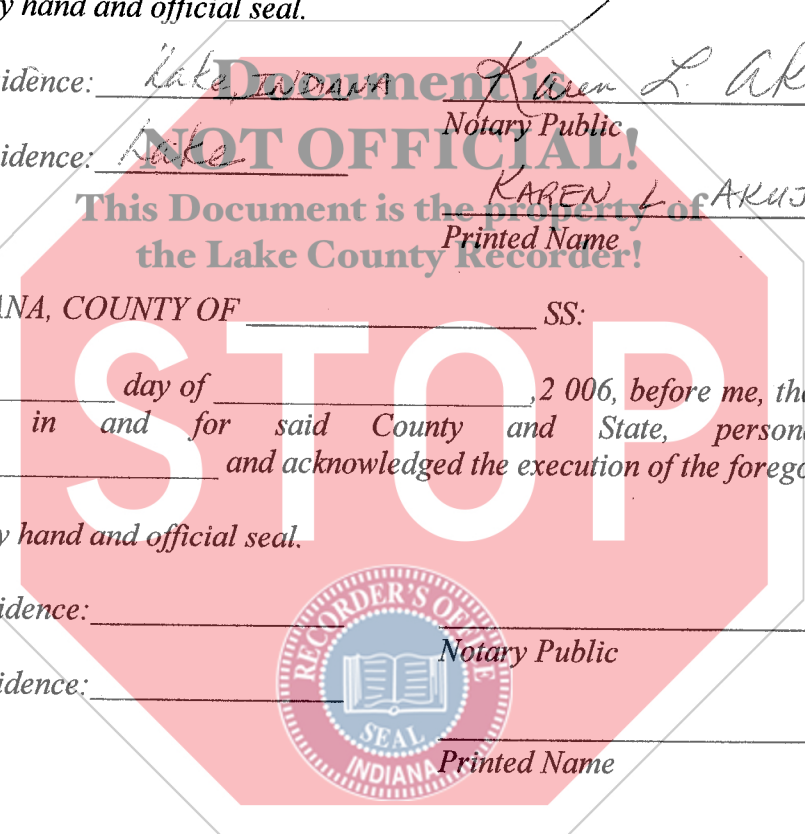 y hand and official seal.
idence: Lake, INDIANA Karen L. Ak
Notary Public
idence: Lake
KAREN L. AKUJ
Printed Name
Document is
NOT OFFICIAL!
This Document is the property of
the Lake County Recorder!
ANA, COUNTY OF SS:
day of ,2 006, before me, the
in and for said County and State, person
and acknowledged the execution of the forego
STOP
y hand and official seal.
idence:
Notary Public
idence:
Printed Name
RECORDER'S OFFICE
SEAL
INDIANA